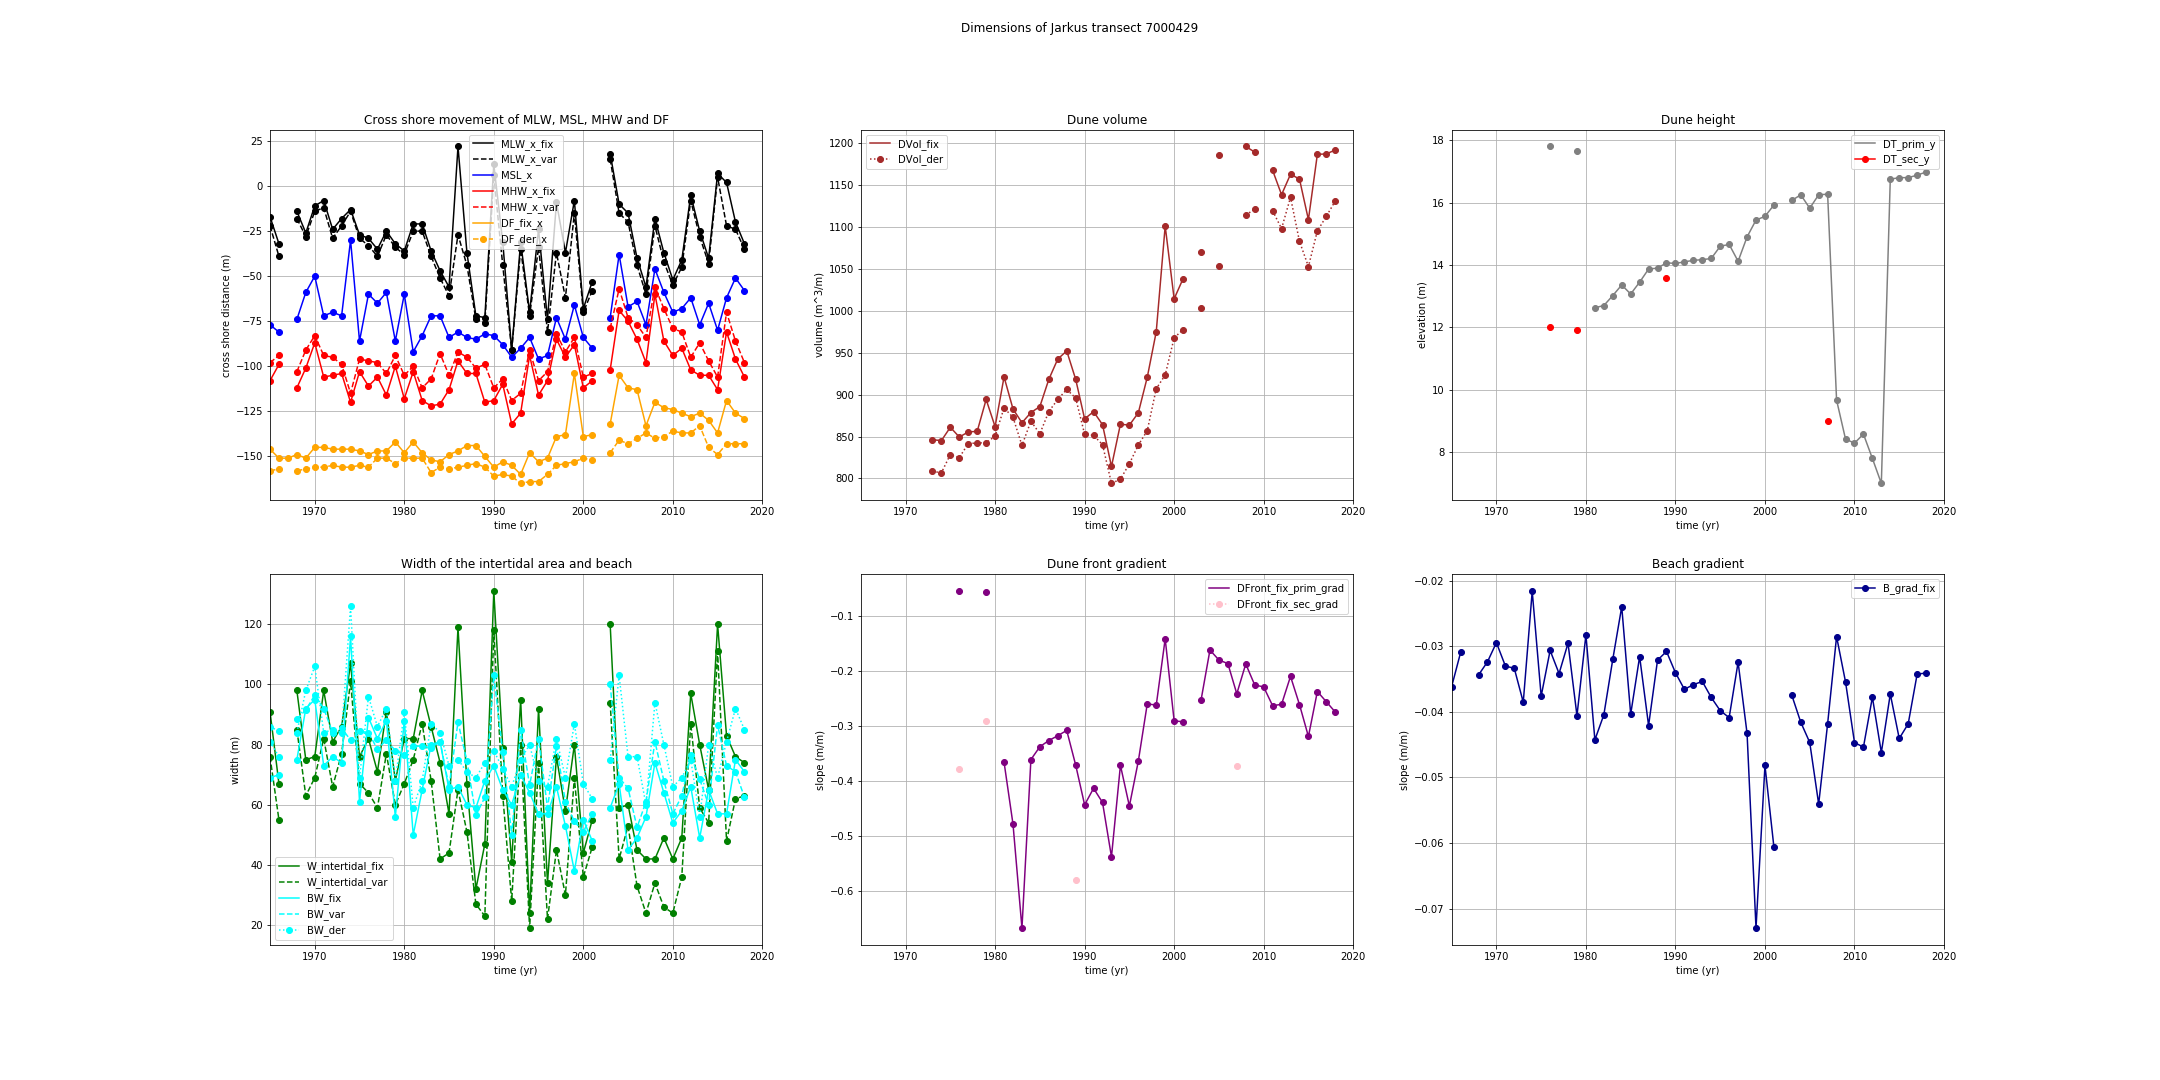 Dimensions of Jarkus transect 7000429
Cross shore movement of MLW, MSL, MHW and DF
cross shore distance (m)
25
0
−25
−50
−75
−100
−125
−150
MLW_x_fix
MLW_x_var
MSL_x
MHW_x_fix
MHW_x_var
DF_fix_x
DF_der_x
1970 1980 1990 2000 2010 2020
time (yr)
Dune volume
volume (m^3/m)
1200
1150
1100
1050
1000
950
900
850
800
DVol_fix
DVol_der
1970 1980 1990 2000 2010 2020
time (yr)
Dune height
elevation (m)
18
16
14
12
10
8
DT_prim_y
DT_sec_y
1970 1980 1990 2000 2010 2020
time (yr)
Width of the intertidal area and beach
width (m)
120
100
80
60
40
20
W_intertidal_fix
W_intertidal_var
BW_fix
BW_var
BW_der
1970 1980 1990 2000 2010 2020
time (yr)
Dune front gradient
slope (m/m)
−0.1
−0.2
−0.3
−0.4
−0.5
−0.6
DFront_fix_prim_grad
DFront_fix_sec_grad
1970 1980 1990 2000 2010 2020
time (yr)
Beach gradient
slope (m/m)
−0.02
−0.03
−0.04
−0.05
−0.06
−0.07
B_grad_fix
1970 1980 1990 2000 2010 2020
time (yr)